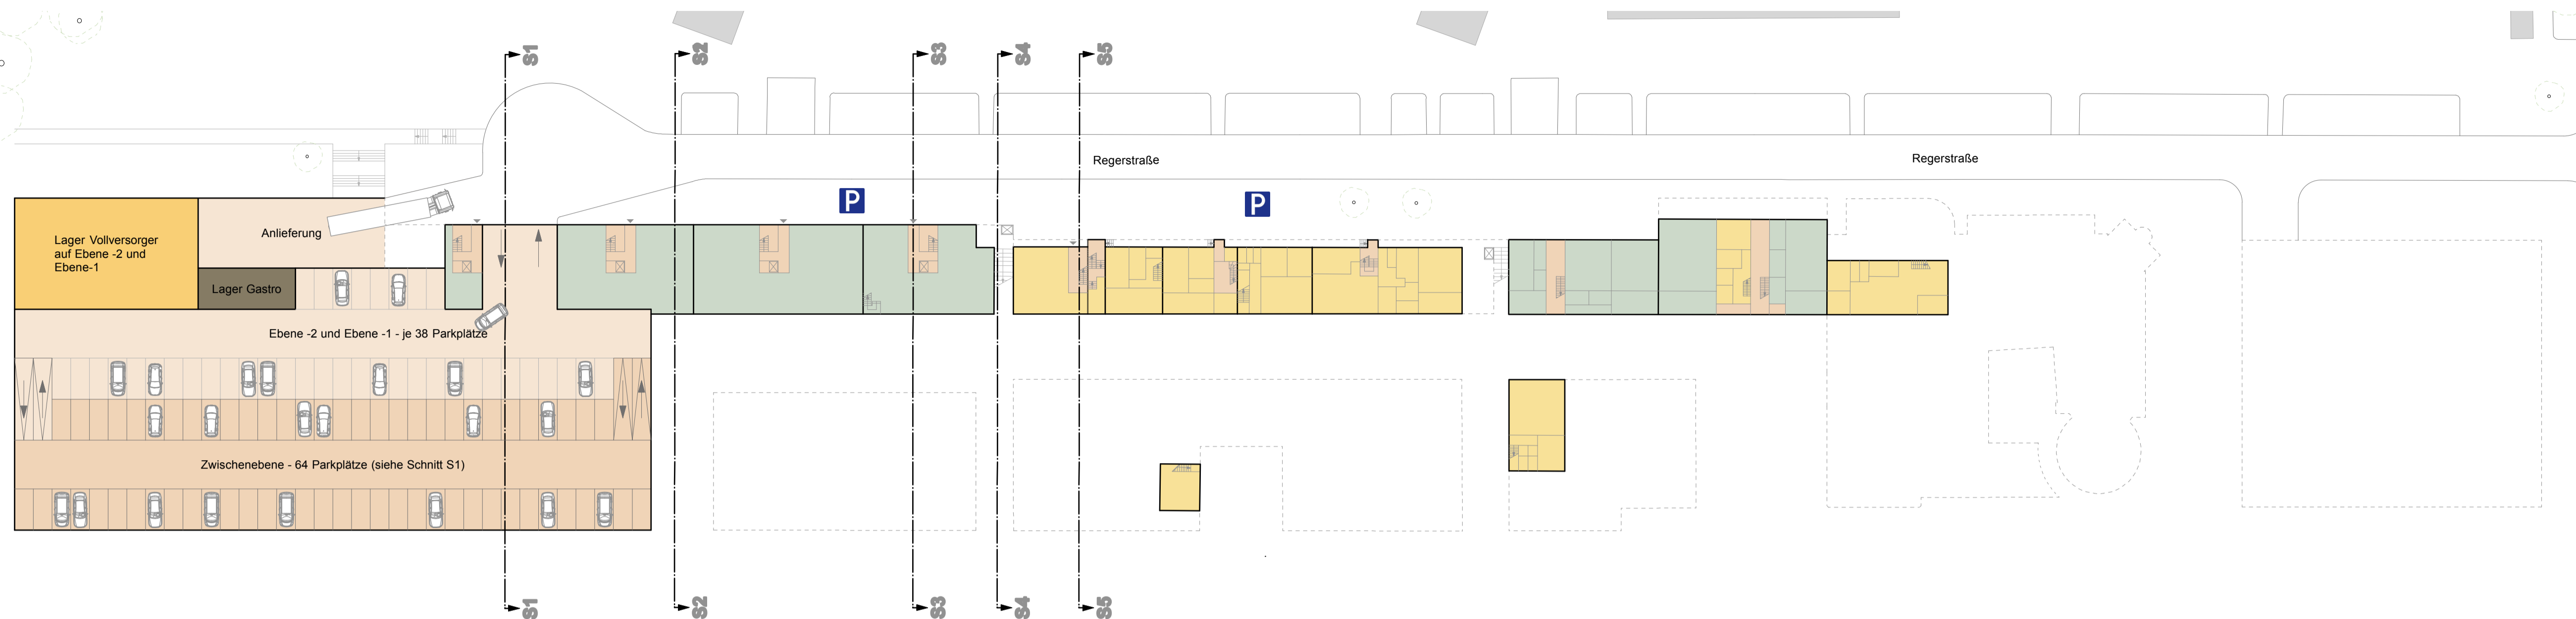 S1
S2
S3
S4
S5
Regerstraße
Regerstraße
P
P
Lager Vollversorger
auf Ebene -2 und
Ebene-1
Anlieferung
Lager Gastro
Ebene -2 und Ebene -1 - je 38 Parkplätze
Zwischenebene - 64 Parkplätze (siehe Schnitt S1)
S1
S2
S3
S4
S5